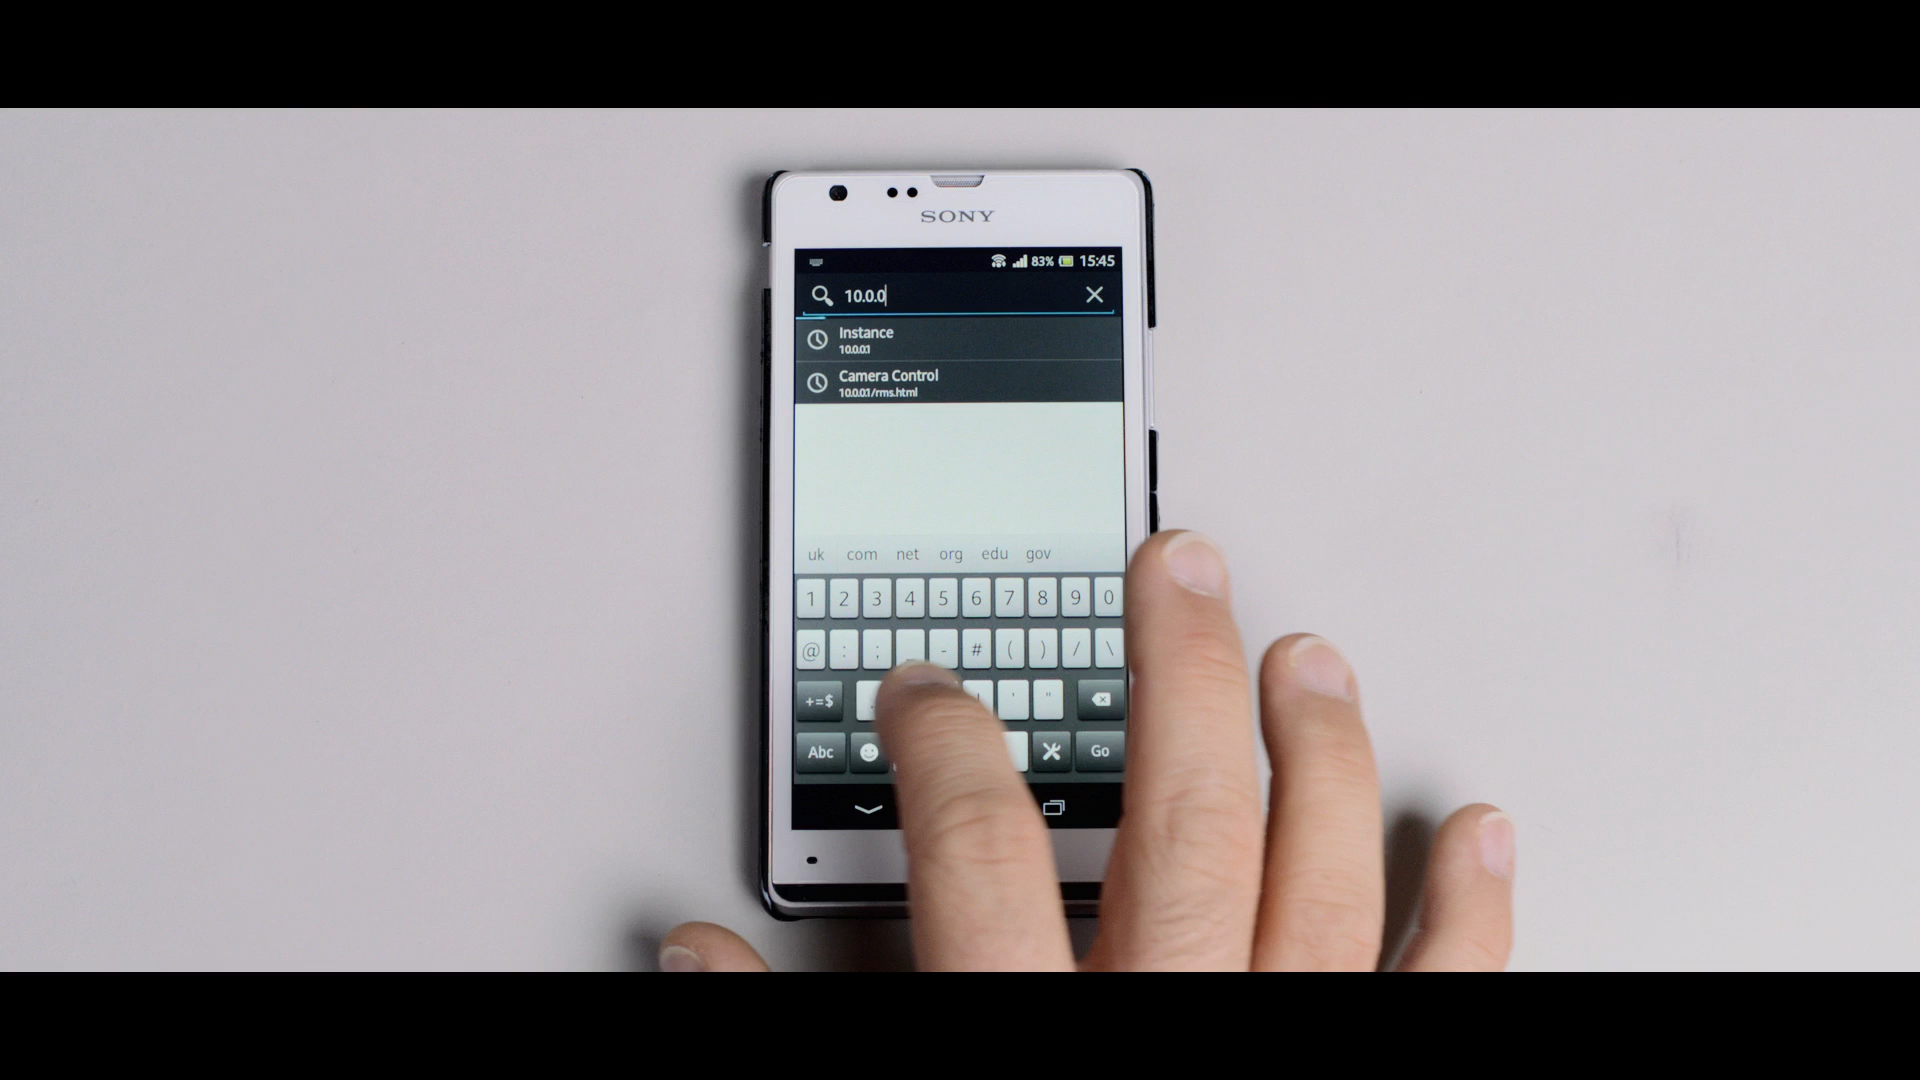 SONY
83% 15:45
10.0.0
Instance
10.0.0.1
Camera Control
10.0.0.1/rms.html
uk com net org edu gov
1 2 3 4 5 6 7 8 9 0
@ : ; _ - # ( ) / \
+=$ ! ' "
Abc Go